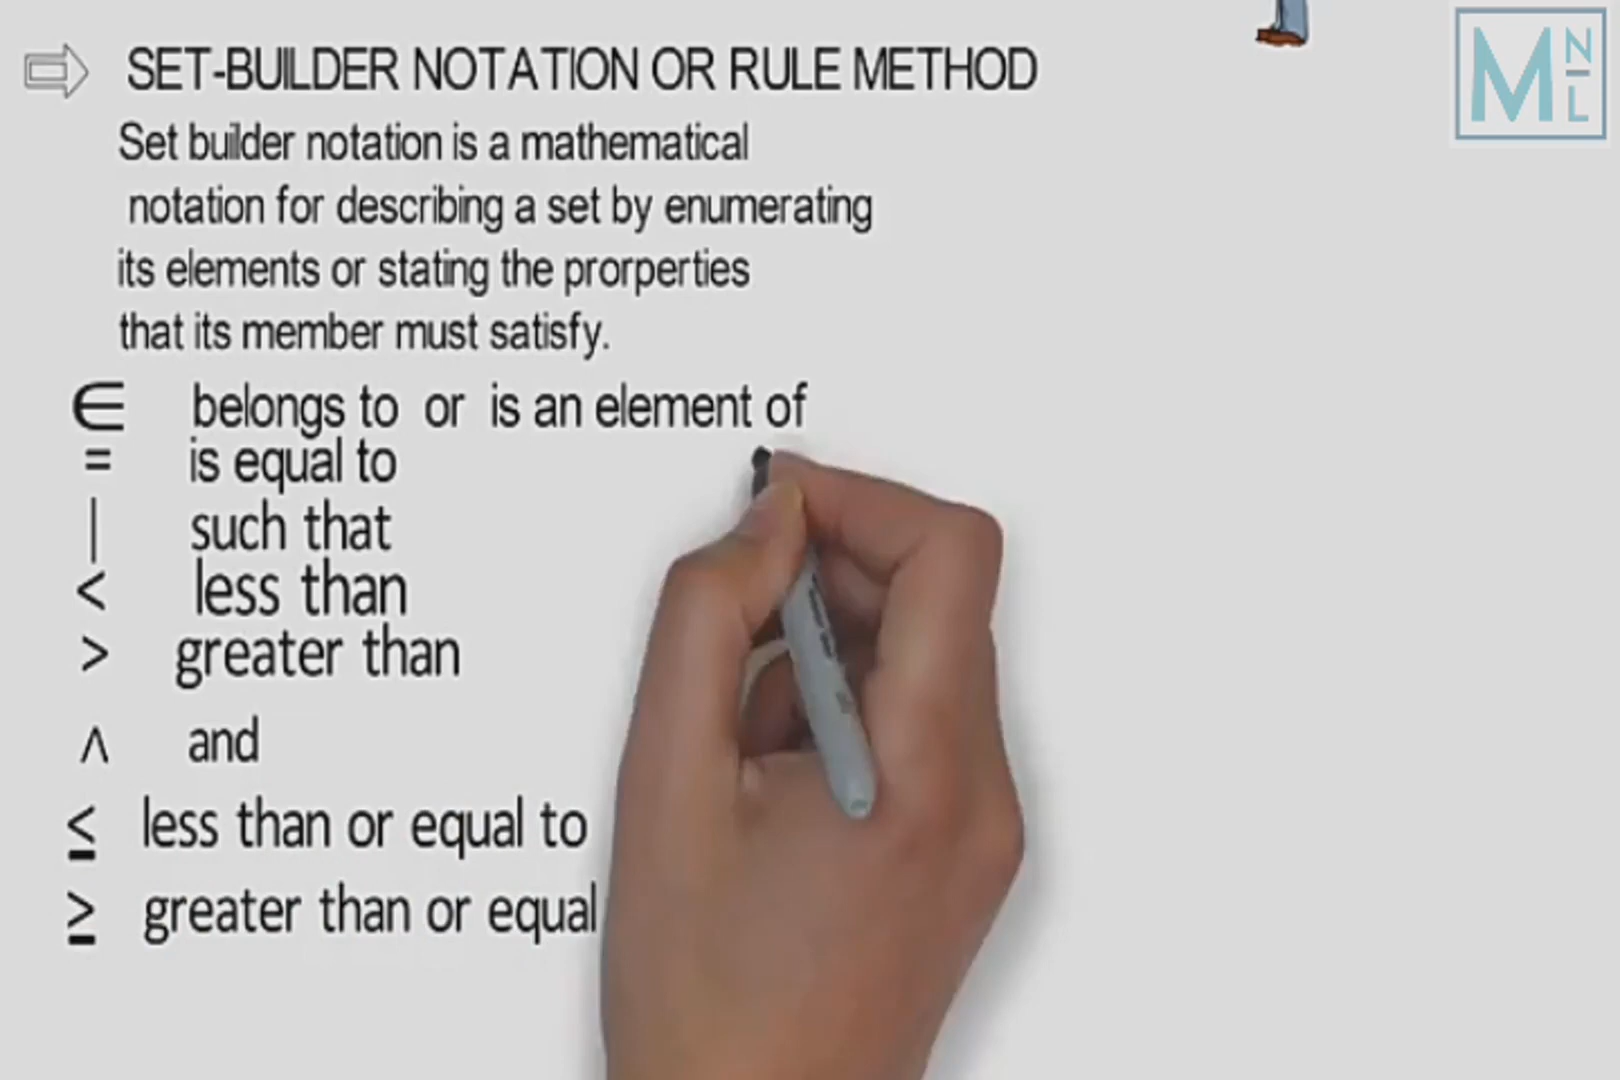 SET-BUILDER NOTATION OR RULE METHOD
Set builder notation is a mathematical
notation for describing a set by enumerating
its elements or stating the prorperties
that its member must satisfy.
∈ belongs to or is an element of
= is equal to
| such that
< less than
> greater than
∧ and
≤ less than or equal to
≥ greater than or equal
M N L